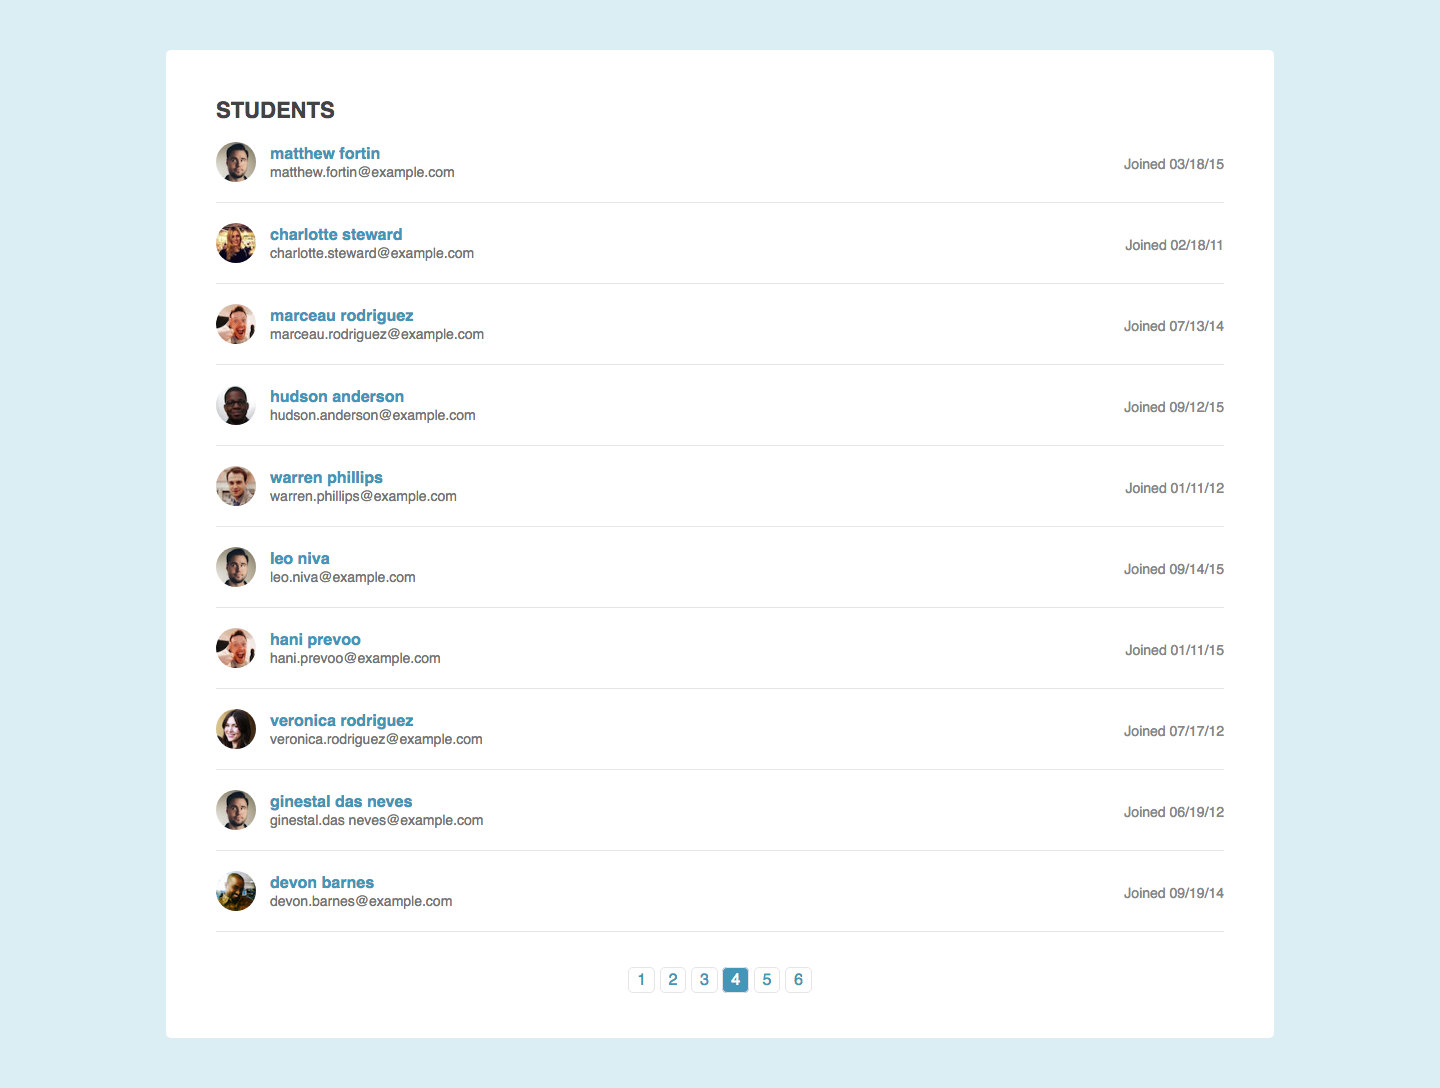 STUDENTS
matthew fortin
matthew.fortin@example.com
Joined 03/18/15
charlotte steward
charlotte.steward@example.com
Joined 02/18/11
marceau rodriguez
marceau.rodriguez@example.com
Joined 07/13/14
hudson anderson
hudson.anderson@example.com
Joined 09/12/15
warren phillips
warren.phillips@example.com
Joined 01/11/12
leo niva
leo.niva@example.com
Joined 09/14/15
hani prevoo
hani.prevoo@example.com
Joined 01/11/15
veronica rodriguez
veronica.rodriguez@example.com
Joined 07/17/12
ginestal das neves
ginestal.das neves@example.com
Joined 06/19/12
devon barnes
devon.barnes@example.com
Joined 09/19/14
1 2 3 4 5 6